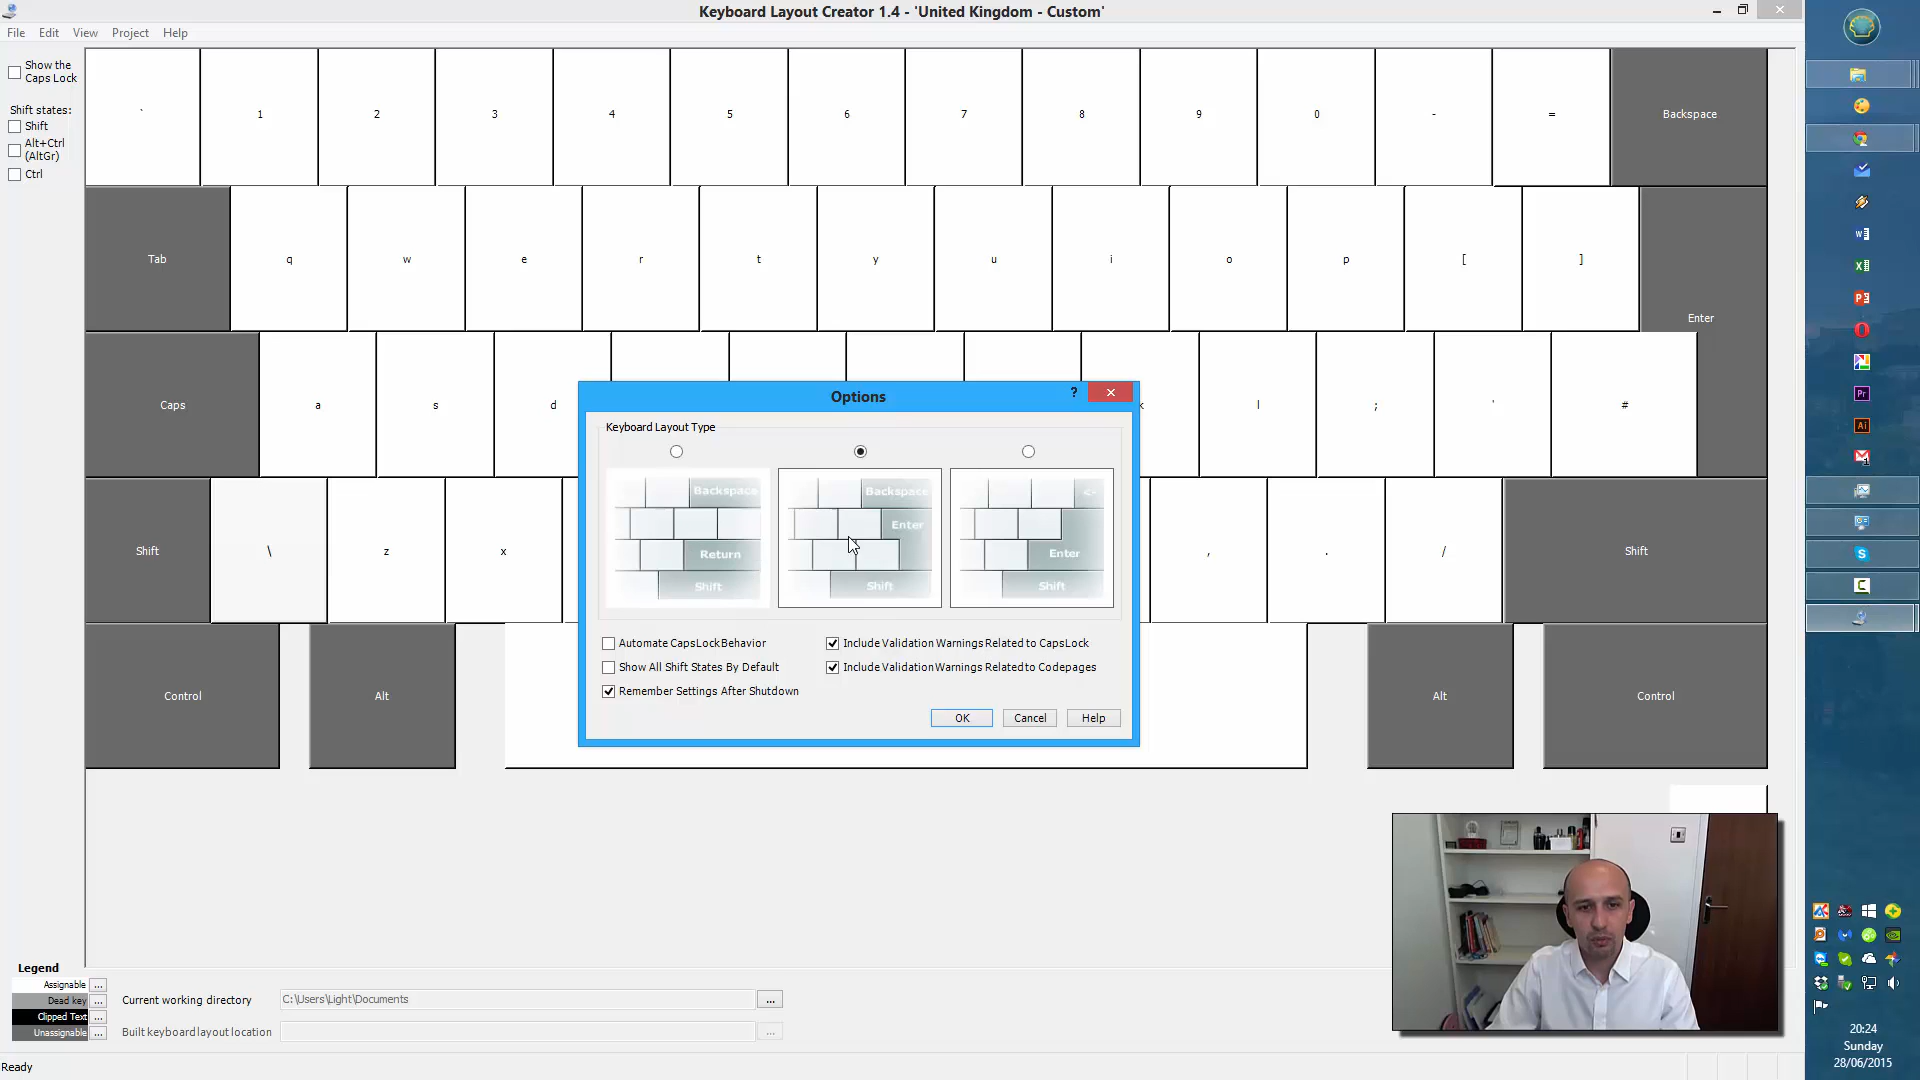 Keyboard Layout Creator 1.4 - 'United Kingdom - Custom'
File Edit View Project Help
Show the
Caps Lock
Shift states:
Shift
Alt+Ctrl
(AltGr)
Ctrl
` 1 2 3 4 5 6 7 8 9 0 - = Backspace
Tab q w e r t y u i o p [ ]
Enter
Caps a s d k l ; ' #
Shift \ z x , . / Shift
Control Alt Alt Control
Options
?
Keyboard Layout Type
Backspace
Return
Shift
Backspace
Enter
Shift
<-
Enter
Shift
Automate CapsLock Behavior
Include Validation Warnings Related to CapsLock
Show All Shift States By Default
Include Validation Warnings Related to Codepages
Remember Settings After Shutdown
OK Cancel Help
Legend
Assignable ...
Dead key ...
Clipped Text ...
Unassignable ...
Current working directory C:\Users\Light\Documents ...
Built keyboard layout location ...
Ready
Pr
Ai
20:24
Sunday
28/06/2015